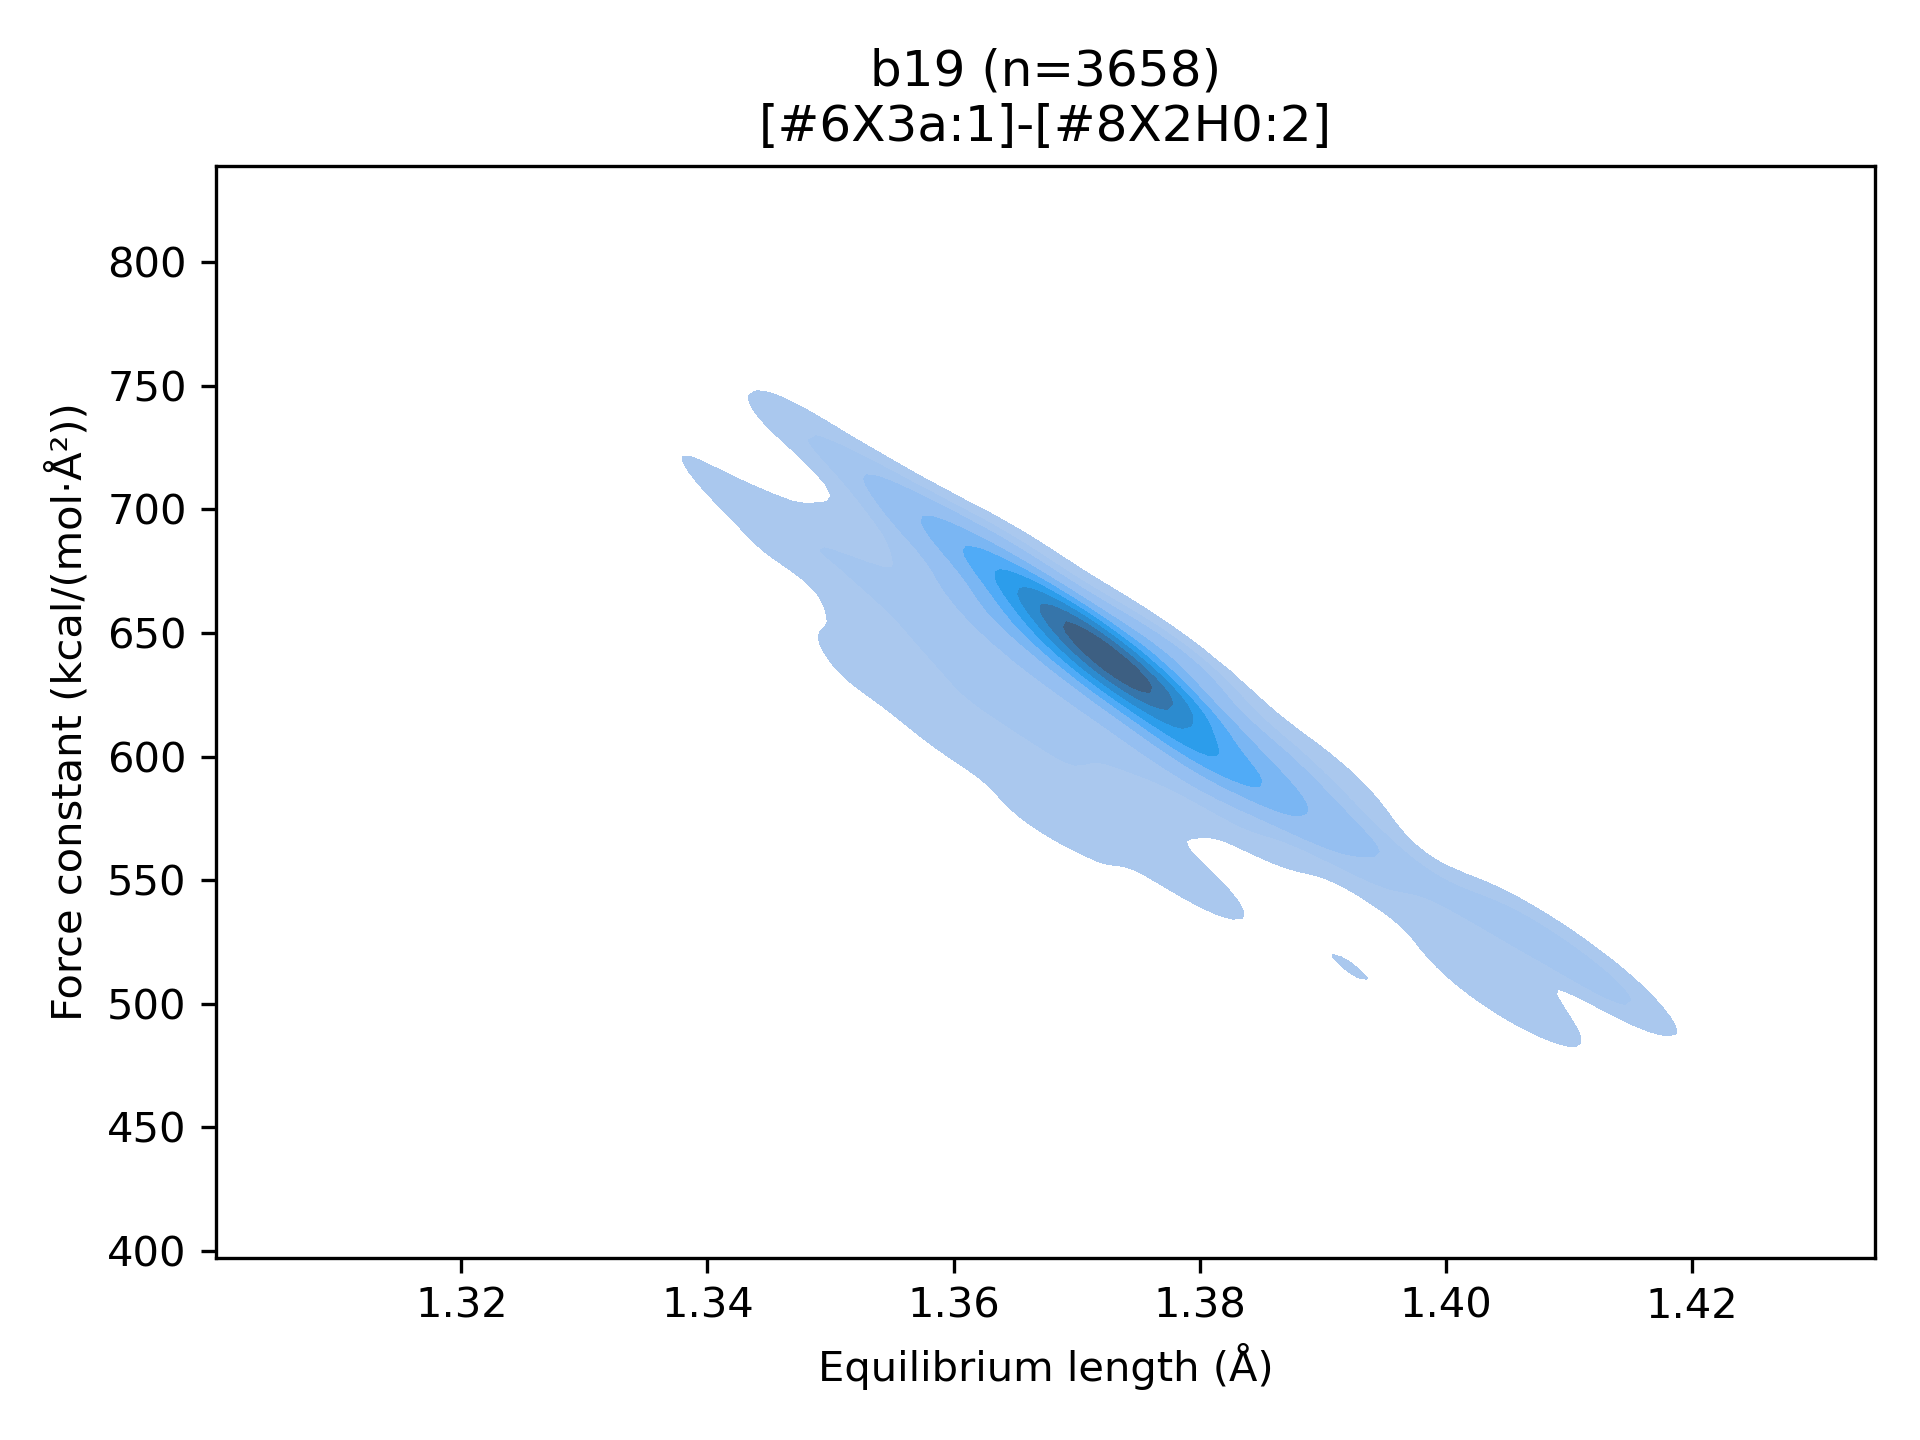 b19 (n=3658)
[#6X3a:1]-[#8X2H0:2]
Force constant (kcal/(mol·Å²))
800
750
700
650
600
550
500
450
400
1.32 1.34 1.36 1.38 1.40 1.42
Equilibrium length (Å)